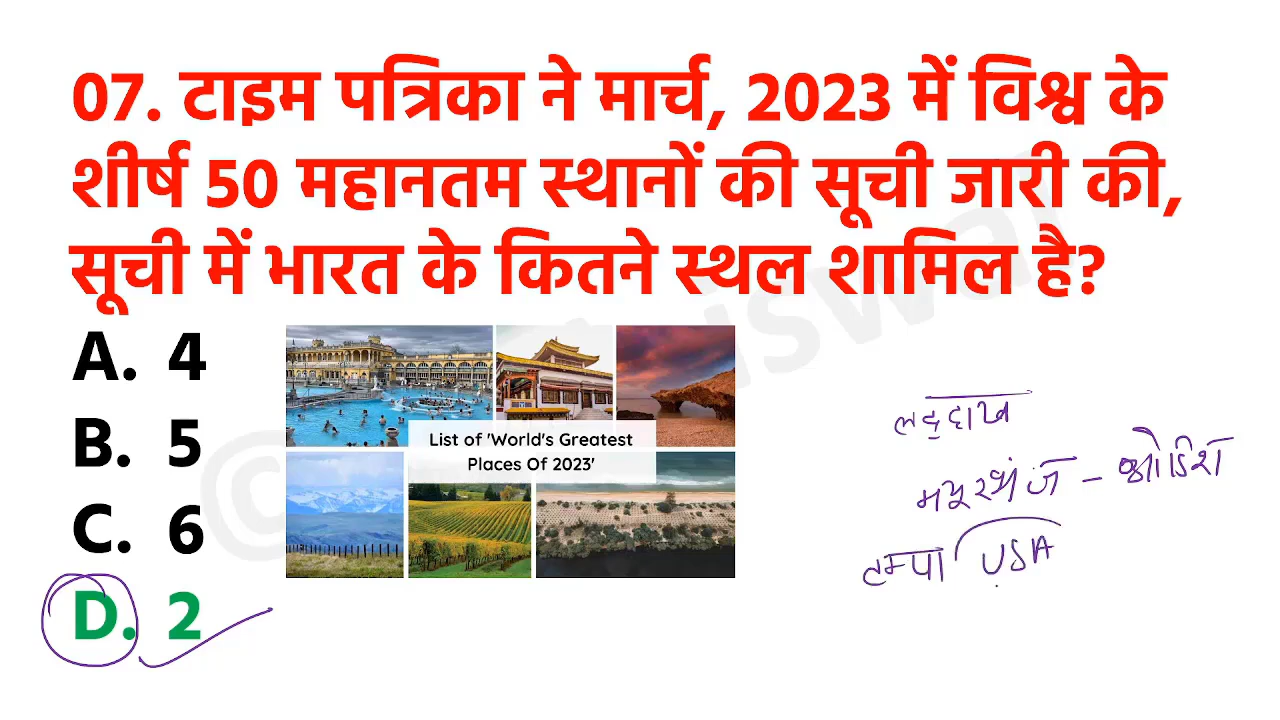 07. टाइम पत्रिका ने मार्च, 2023 में विश्व के
शीर्ष 50 महानतम स्थानों की सूची जारी की,
सूची में भारत के कितने स्थल शामिल है?
A. 4
B. 5
C. 6
D. 2
List of 'World's Greatest
Places Of 2023'
लद्दाख
मयूरभंज - ओडिशा
टम्पा USA